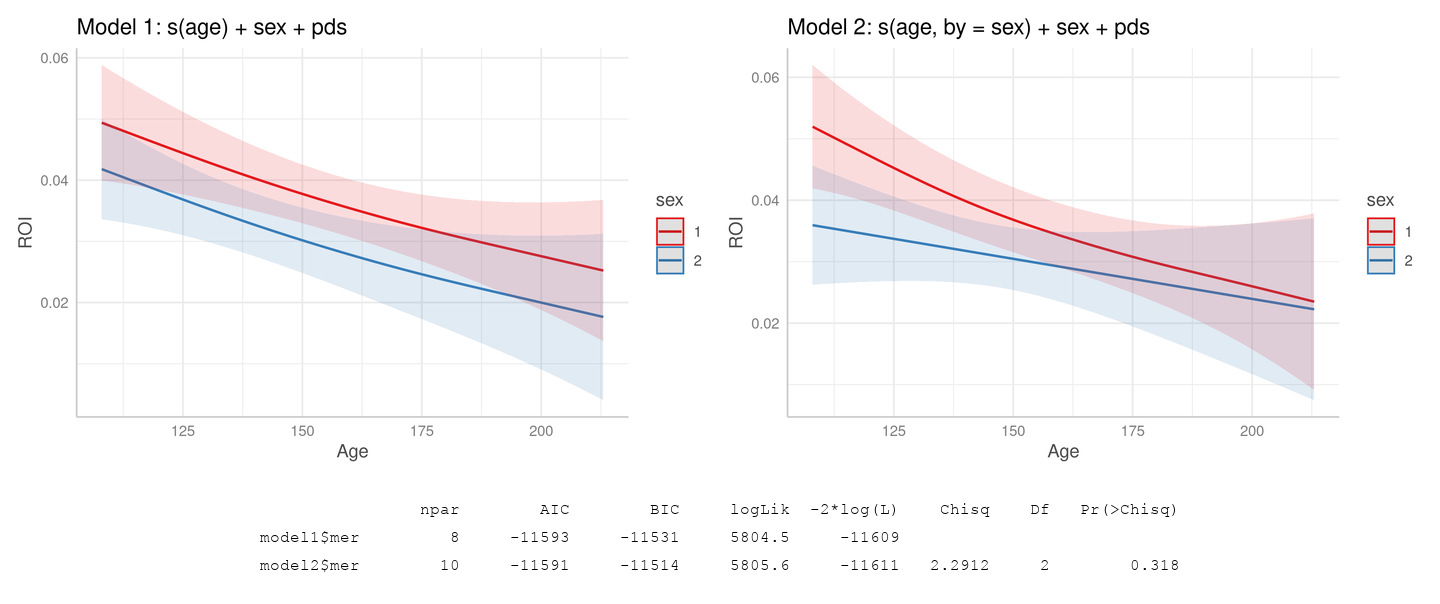 Model 1: s(age) + sex + pds
0.06
0.04
0.02
ROI
125 150 175 200
Age
sex
1
2
Model 2: s(age, by = sex) + sex + pds
0.06
0.04
0.02
ROI
125 150 175 200
Age
sex
1
2
npar AIC BIC logLik -2*log(L) Chisq Df Pr(>Chisq)
model1$mer 8 -11593 -11531 5804.5 -11609
model2$mer 10 -11591 -11514 5805.6 -11611 2.2912 2 0.318